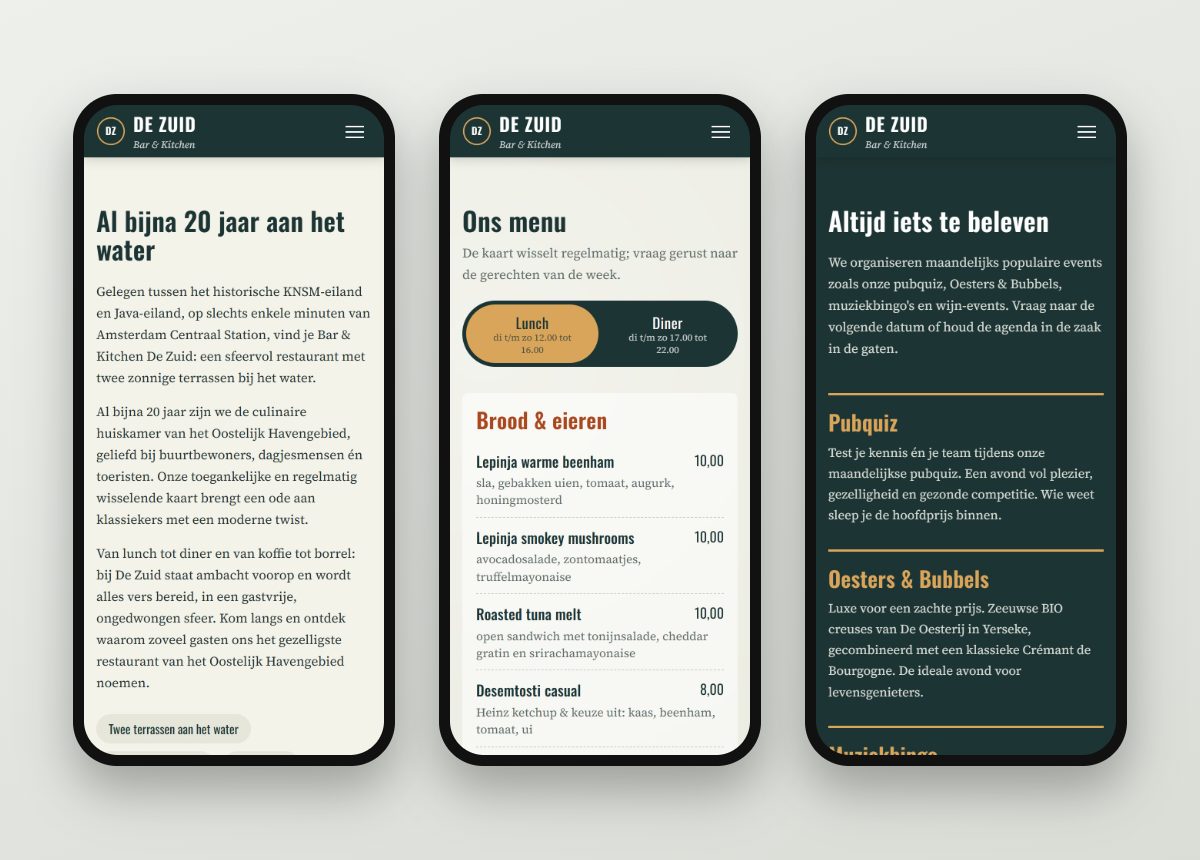 DZ
DE ZUID
Bar & Kitchen
Al bijna 20 jaar aan het
water
Gelegen tussen het historische KNSM-eiland
en Java-eiland, op slechts enkele minuten van
Amsterdam Centraal Station, vind je Bar &
Kitchen De Zuid: een sfeervol restaurant met
twee zonnige terrassen bij het water.
Al bijna 20 jaar zijn we de culinaire
huiskamer van het Oostelijk Havengebied,
geliefd bij buurtbewoners, dagjesmensen én
toeristen. Onze toegankelijke en regelmatig
wisselende kaart brengt een ode aan
klassiekers met een moderne twist.
Van lunch tot diner en van koffie tot borrel:
bij De Zuid staat ambacht voorop en wordt
alles vers bereid, in een gastvrije,
ongedwongen sfeer. Kom langs en ontdek
waarom zoveel gasten ons het gezelligste
restaurant van het Oostelijk Havengebied
noemen.
Twee terrassen aan het water
DZ
DE ZUID
Bar & Kitchen
Ons menu
De kaart wisselt regelmatig; vraag gerust naar
de gerechten van de week.
Lunch
di t/m zo 12.00 tot
16.00
Diner
di t/m zo 17.00 tot
22.00
Brood & eieren
Lepinja warme beenham 10,00
sla, gebakken uien, tomaat, augurk,
honingmosterd
Lepinja smokey mushrooms 10,00
avocadosalade, zontomaatjes,
truffelmayonaise
Roasted tuna melt 10,00
open sandwich met tonijnsalade, cheddar
gratin en srirachamayonaise
Desemtosti casual 8,00
Heinz ketchup & keuze uit: kaas, beenham,
tomaat, ui
DZ
DE ZUID
Bar & Kitchen
Altijd iets te beleven
We organiseren maandelijks populaire events
zoals onze pubquiz, Oesters & Bubbels,
muziekbingo's en wijn-events. Vraag naar de
volgende datum of houd de agenda in de zaak
in de gaten.
Pubquiz
Test je kennis én je team tijdens onze
maandelijkse pubquiz. Een avond vol plezier,
gezelligheid en gezonde competitie. Wie weet
sleep je de hoofdprijs binnen.
Oesters & Bubbels
Luxe voor een zachte prijs. Zeeuwse BIO
creuses van De Oesterij in Yerseke,
gecombineerd met een klassieke Crémant de
Bourgogne. De ideale avond voor
levensgenieters.
Muziekbingo